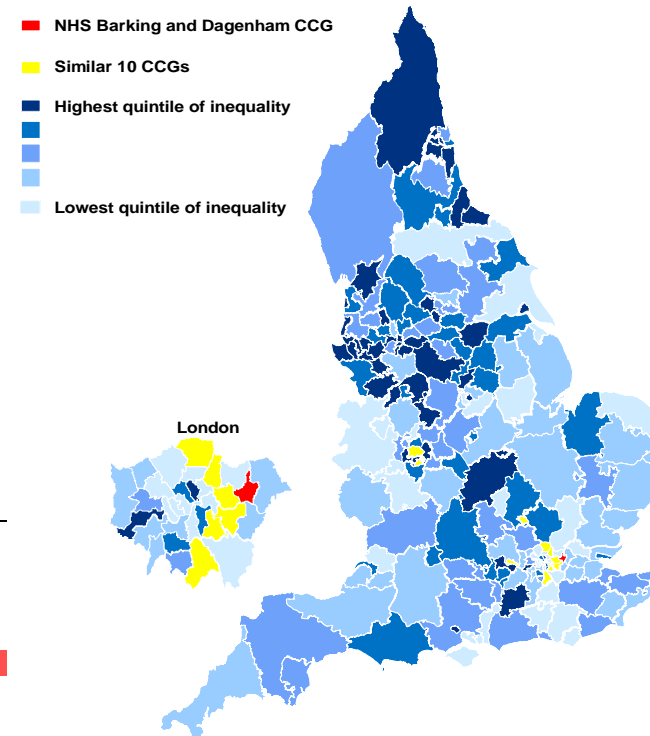 NHS Barking and Dagenham CCG
Similar 10 CCGs
Highest quintile of inequality
Lowest quintile of inequality
London